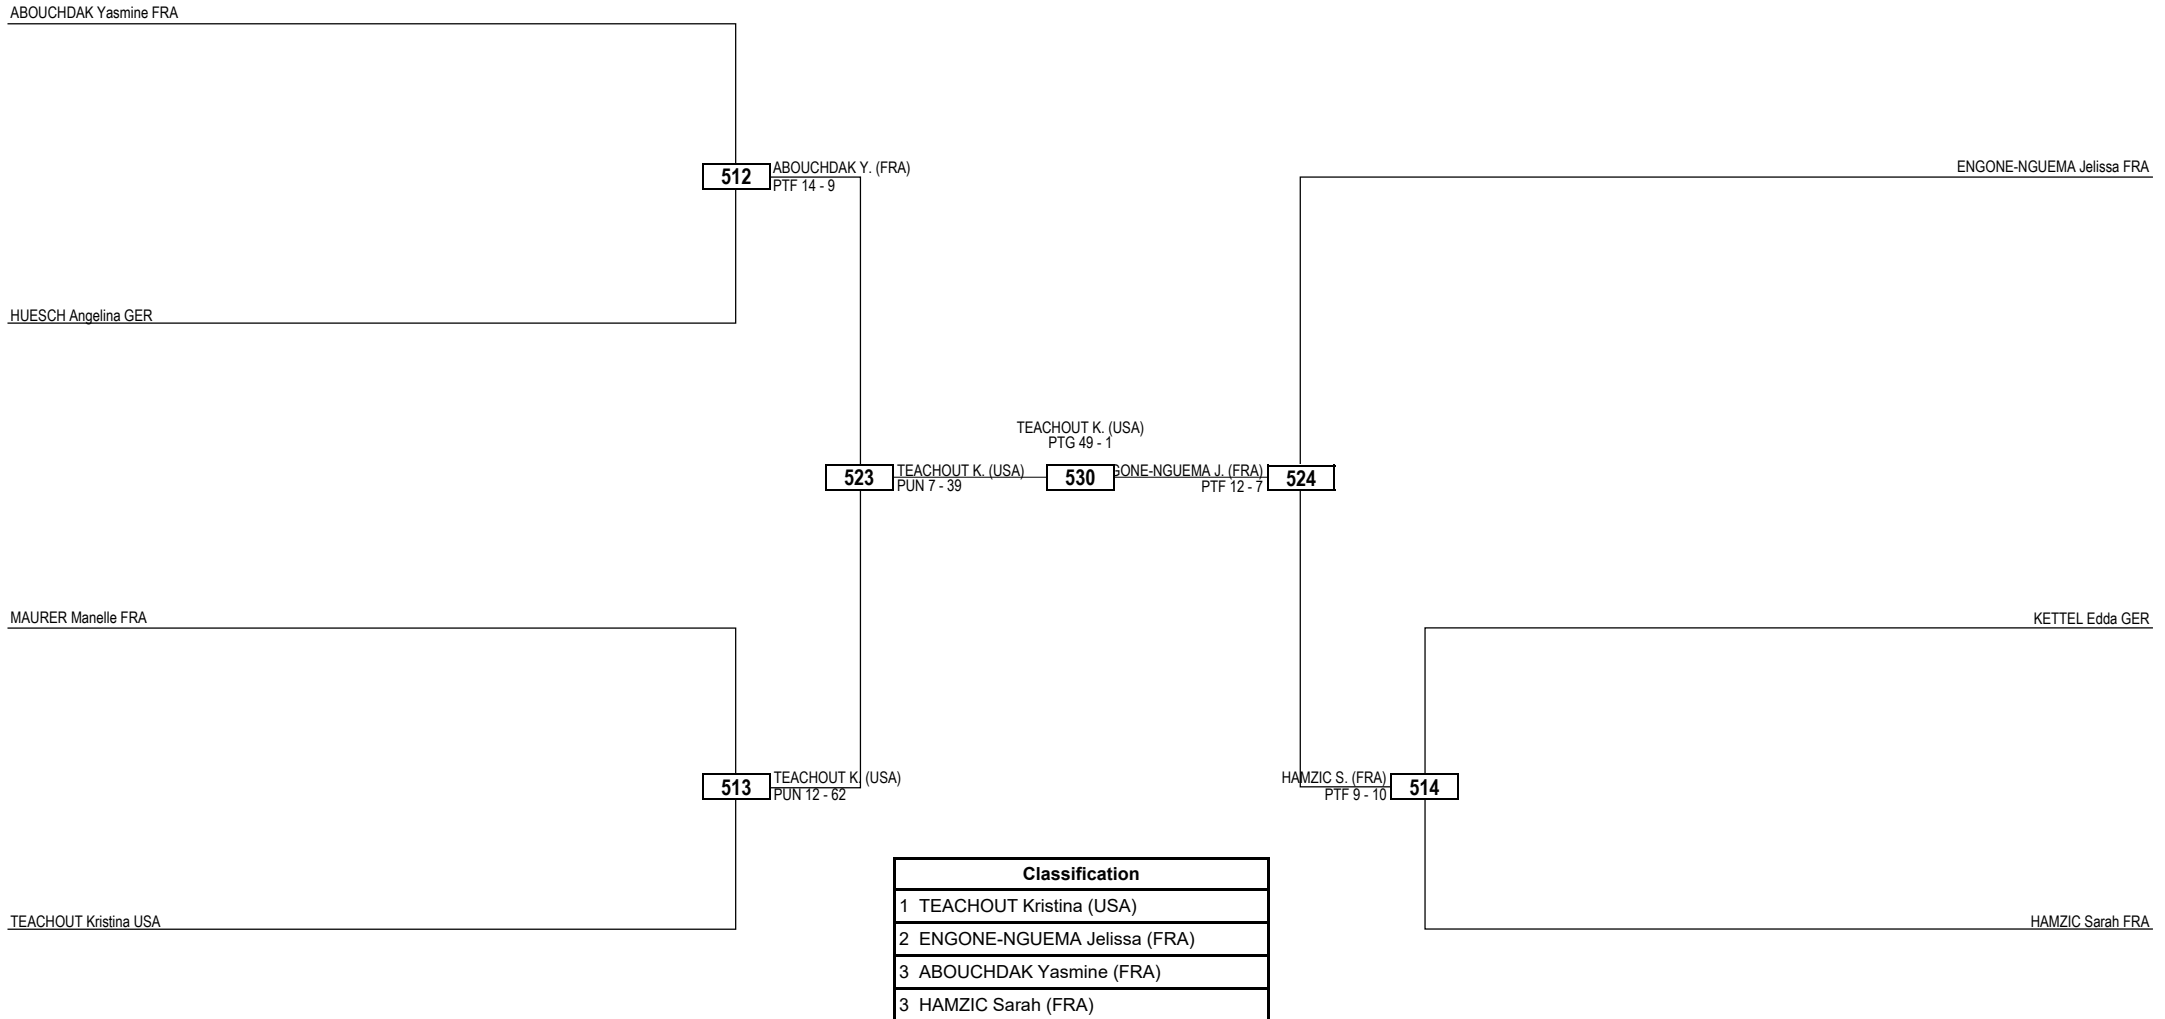 ABOUCHDAK Yasmine FRA
512
ABOUCHDAK Y. (FRA)
PTF 14 - 9
ENGONE-NGUEMA Jelissa FRA
HUESCH Angelina GER
TEACHOUT K. (USA)
PTG 49 - 1
523
TEACHOUT K. (USA)
PUN 7 - 39
530
GONE-NGUEMA J. (FRA)
PTF 12 - 7
524
MAURER Manelle FRA
KETTEL Edda GER
513
TEACHOUT K. (USA)
PUN 12 - 62
HAMZIC S. (FRA)
PTF 9 - 10
514
TEACHOUT Kristina USA
HAMZIC Sarah FRA
Classification
1 TEACHOUT Kristina (USA)
2 ENGONE-NGUEMA Jelissa (FRA)
3 ABOUCHDAK Yasmine (FRA)
3 HAMZIC Sarah (FRA)